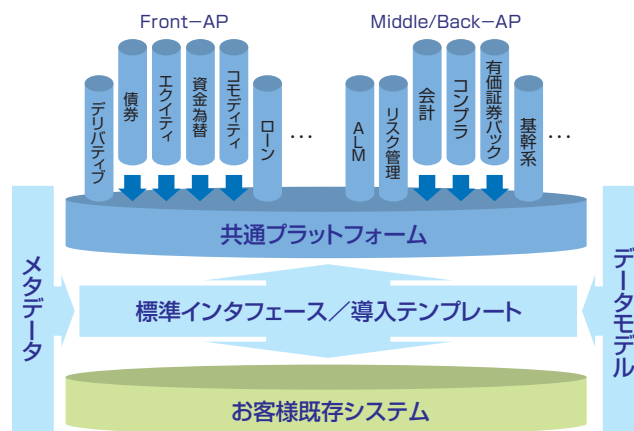 Front−AP
Middle/Back−AP
デリバティブ
債券
エクイティ
資金為替
コモディティ
ローン
…
ALM
リスク管理
会計
コンプラ
有価証券バック
基幹系
…
共通プラットフォーム
メタデータ
標準インタフェース／導入テンプレート
データモデル
お客様既存システム